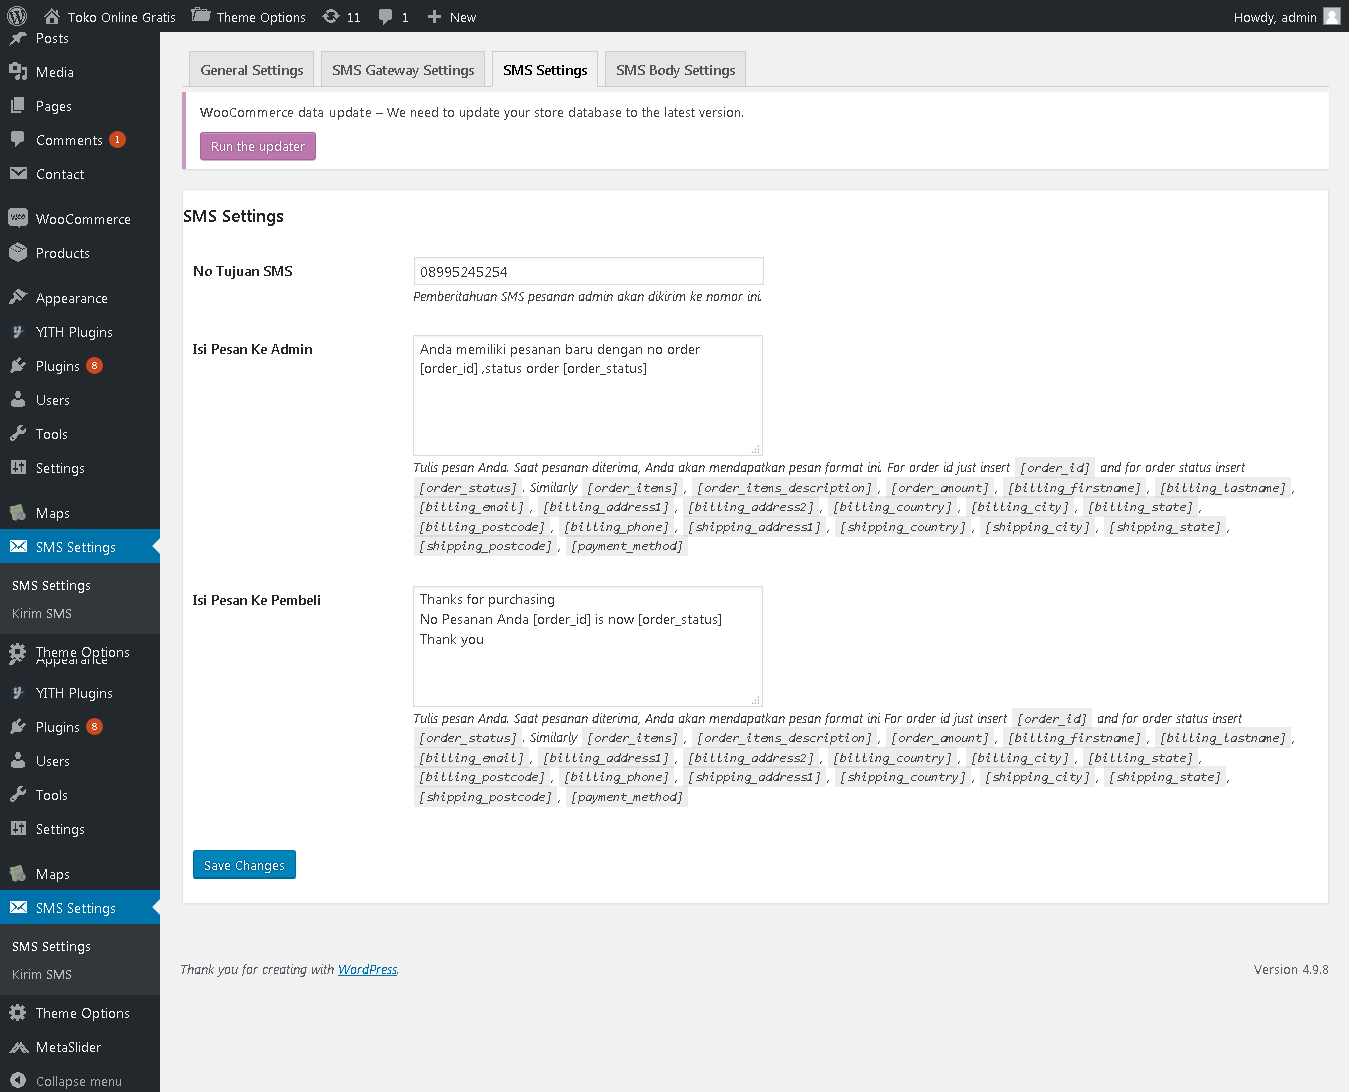 Toko Online Gratis
Theme Options
11
1
New
Howdy, admin
Posts
Media
Pages
Comments 1
Contact
WooCommerce
Products
Appearance
YITH Plugins
Plugins 8
Users
Tools
Settings
Maps
SMS Settings
SMS Settings
Kirim SMS
Theme Options
Appearance
YITH Plugins
Plugins 8
Users
Tools
Settings
Maps
SMS Settings
SMS Settings
Kirim SMS
Theme Options
MetaSlider
Collapse menu
General Settings
SMS Gateway Settings
SMS Settings
SMS Body Settings
WooCommerce data update – We need to update your store database to the latest version.
Run the updater
SMS Settings
No Tujuan SMS
08995245254
Pemberitahuan SMS pesanan admin akan dikirim ke nomor ini.
Isi Pesan Ke Admin
Anda memiliki pesanan baru dengan no order
[order_id] ,status order [order_status]
Tulis pesan Anda. Saat pesanan diterima, Anda akan mendapatkan pesan format ini. For order id just insert [order_id] and for order status insert
[order_status] . Similarly [order_items] , [order_items_description] , [order_amount] , [billing_firstname] , [billing_lastname] ,
[billing_email] , [billing_address1] , [billing_address2] , [billing_country] , [billing_city] , [billing_state] ,
[billing_postcode] , [billing_phone] , [shipping_address1] , [shipping_country] , [shipping_city] , [shipping_state] ,
[shipping_postcode] , [payment_method]
Isi Pesan Ke Pembeli
Thanks for purchasing
No Pesanan Anda [order_id] is now [order_status]
Thank you
Tulis pesan Anda. Saat pesanan diterima, Anda akan mendapatkan pesan format ini For order id just insert [order_id] and for order status insert
[order_status] . Similarly [order_items] , [order_items_description] , [order_amount] , [billing_firstname] , [billing_lastname] ,
[billing_email] , [billing_address1] , [billing_address2] , [billing_country] , [billing_city] , [billing_state] ,
[billing_postcode] , [billing_phone] , [shipping_address1] , [shipping_country] , [shipping_city] , [shipping_state] ,
[shipping_postcode] , [payment_method]
Save Changes
Thank you for creating with WordPress.
Version 4.9.8